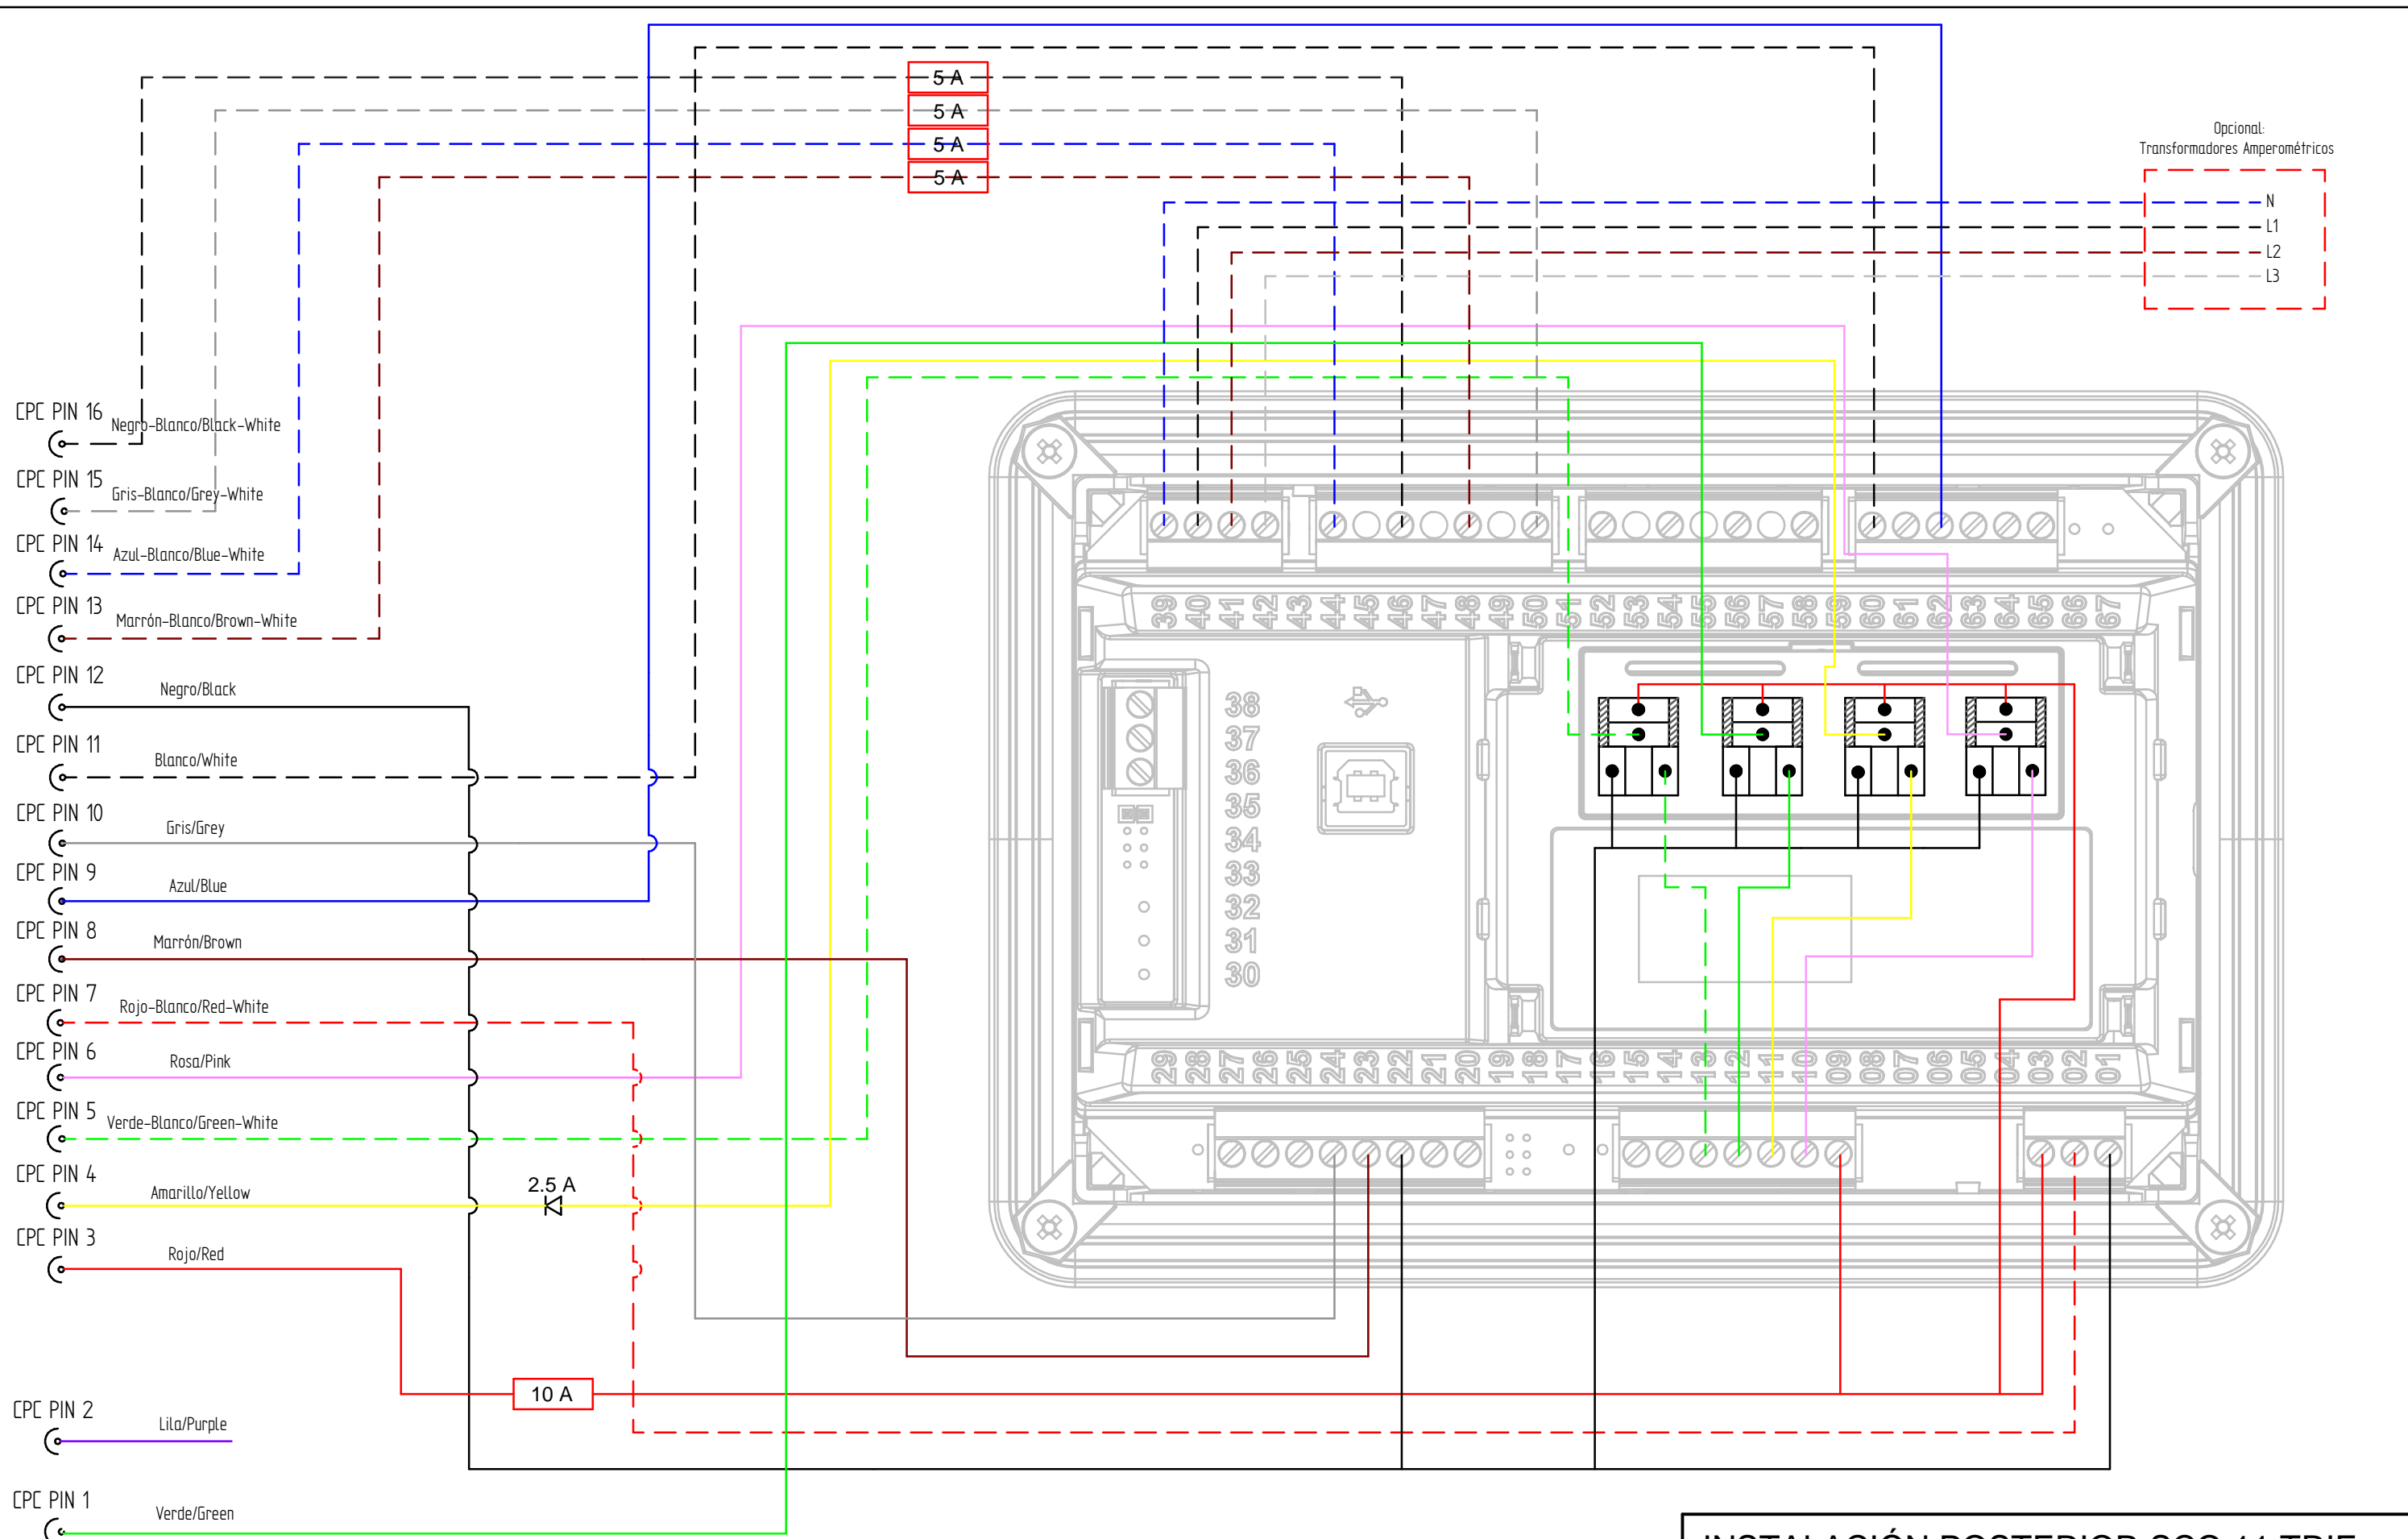 5 A
5 A
5 A
5 A
Opcional:
Transformadores Amperométricos
N
L1
L2
L3
CPC PIN 16
Negro-Blanco/Black-White
CPC PIN 15
Gris-Blanco/Grey-White
CPC PIN 14
Azul-Blanco/Blue-White
CPC PIN 13
Marrón-Blanco/Brown-White
CPC PIN 12
Negro/Black
CPC PIN 11
Blanco/White
CPC PIN 10
Gris/Grey
CPC PIN 9
Azul/Blue
CPC PIN 8
Marrón/Brown
CPC PIN 7
Rojo-Blanco/Red-White
CPC PIN 6
Rosa/Pink
CPC PIN 5
Verde-Blanco/Green-White
CPC PIN 4
Amarillo/Yellow
2.5 A
CPC PIN 3
Rojo/Red
10 A
CPC PIN 2
Lila/Purple
CPC PIN 1
Verde/Green
39 40 41 42 43 44 45 46 47 48 49 50 51 52 53 54 55 56 57 58 59 60 61 62 63 64 65 66 67
38
37
36
35
34
33
32
31
30
29 28 27 26 25 24 23 22 21 20 19 18 17 16 15 14 13 12 11 10 09 08 07 06 05 04 03 02 01
INSTALACIÓN POSTERIOR